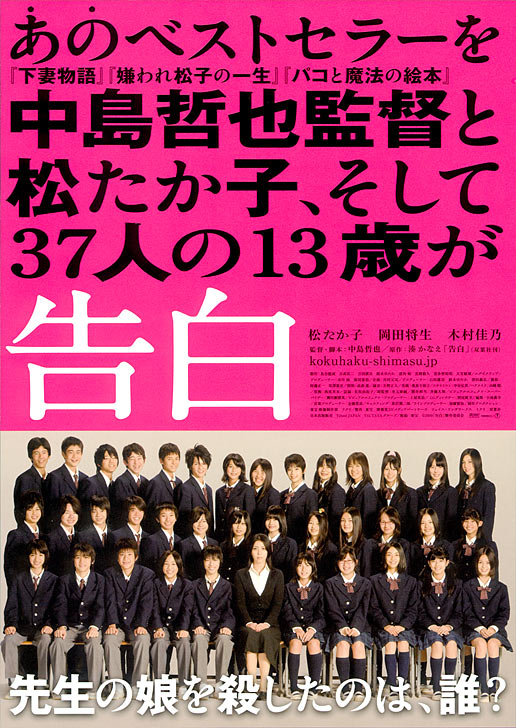 あのベストセラーを
『下妻物語』『嫌われ松子の一生』『パコと魔法の絵本』
中島哲也監督と
松たか子、そして
37人の13歳が
告白
松たか子 岡田将生 木村佳乃
監督・脚本：中島哲也／原作：湊かなえ「告白」（双葉社刊）
kokuhaku-shimasu.jp
先生の娘を殺したのは、誰？